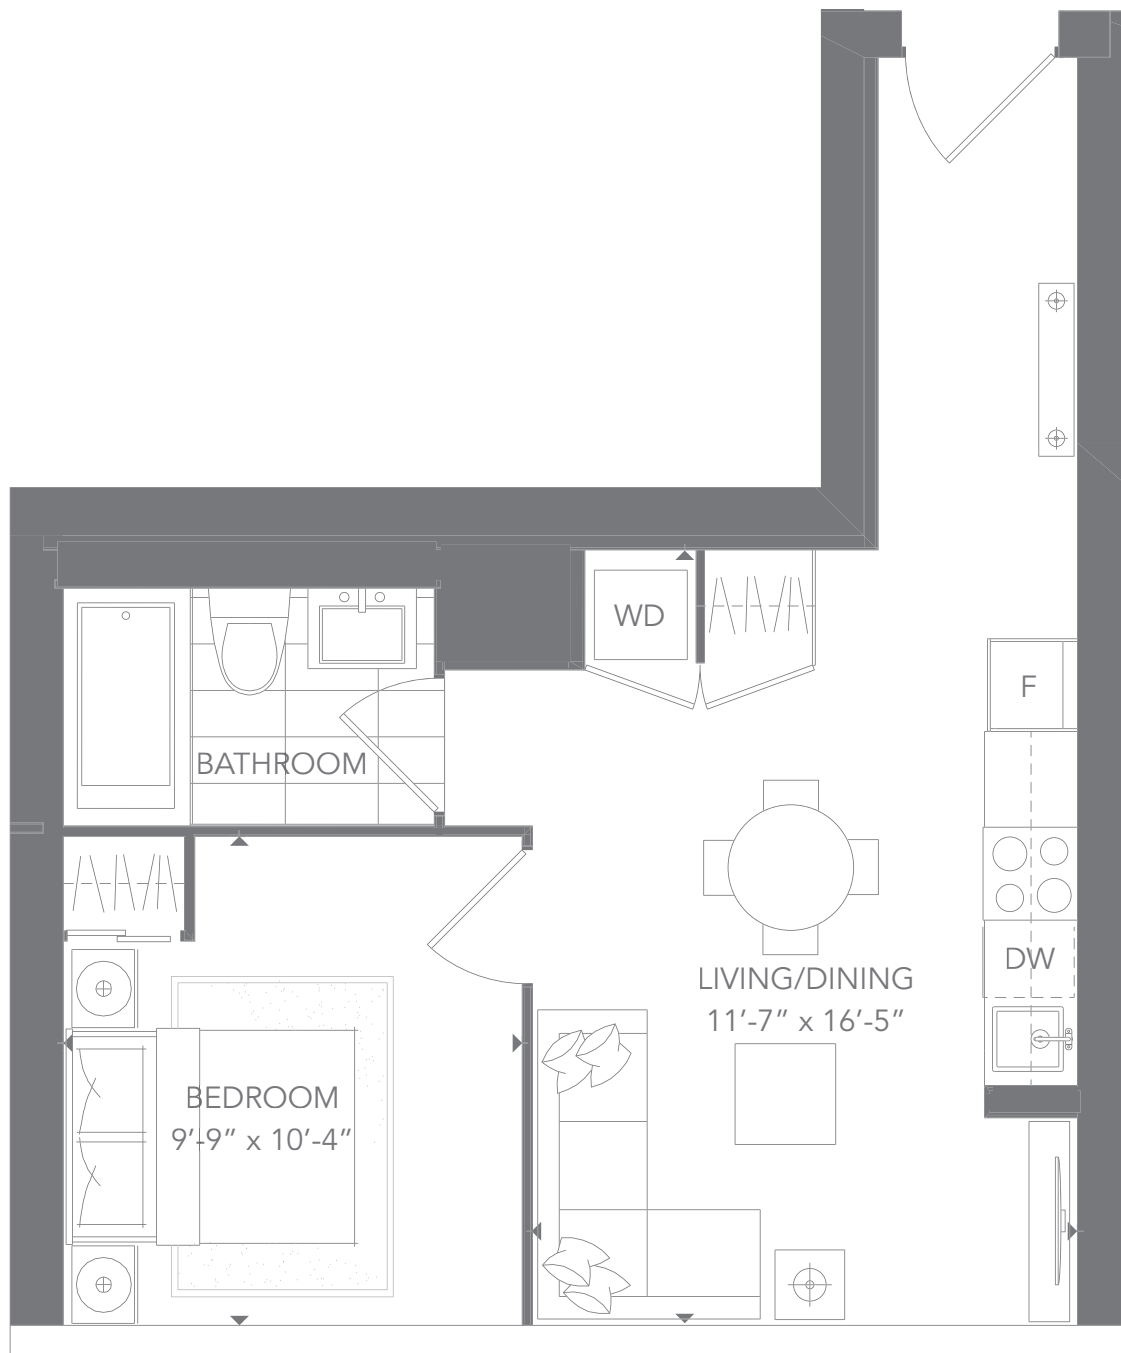 WD
F
BATHROOM
DW
LIVING/DINING
11’-7” x 16’-5”
BEDROOM
9’-9” x 10’-4”